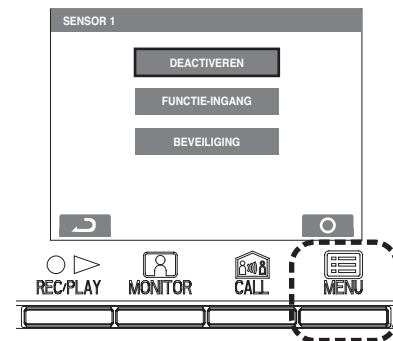 SENSOR 1
DEACTIVEREN
FUNCTIE-INGANG
BEVEILIGING
REC/PLAY MONITOR CALL MENU